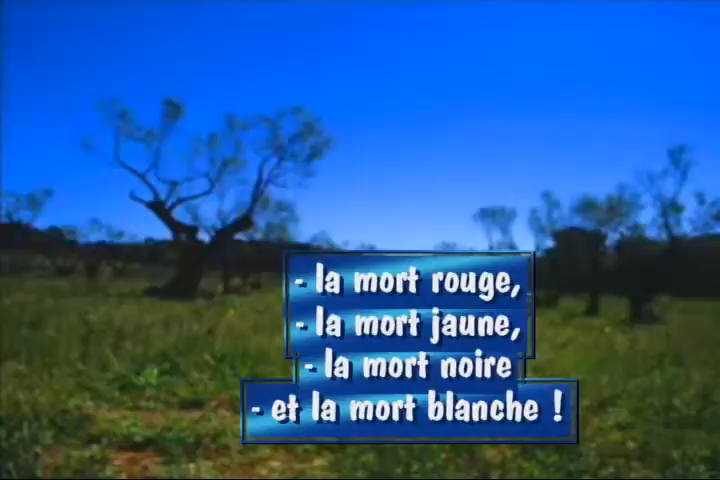 - la mort rouge,
- la mort jaune,
- la mort noire
- et la mort blanche !